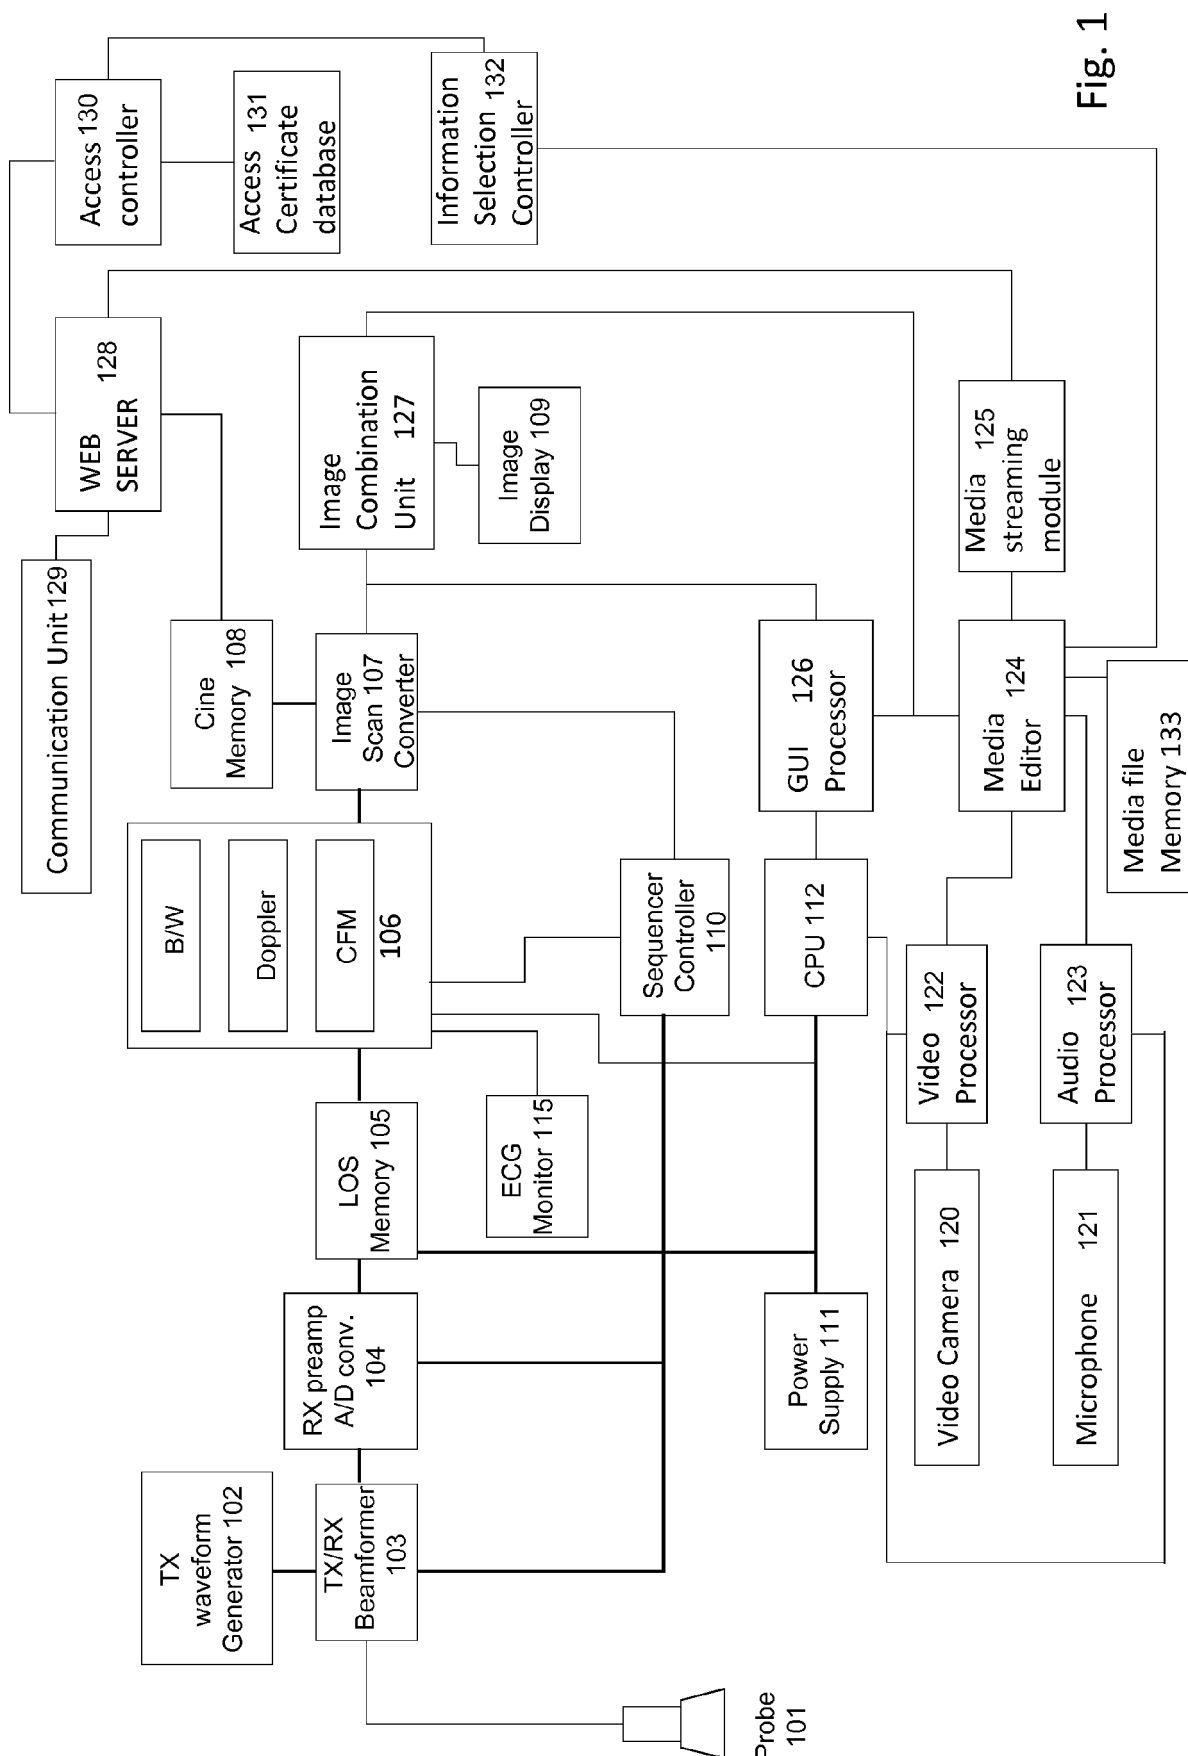 TX
waveform
Generator 102
TX/RX
Beamformer
103
Probe
101
RX preamp
A/D conv.
104
LOS
Memory 105
B/W
Doppler
CFM
106
ECG
Monitor 115
Cine
Memory 108
Image
Scan 107
Converter
Sequencer
Controller
110
Power
Supply 111
CPU 112
GUI 126
Processor
Communication Unit 129
WEB 128
SERVER
Image
Combination
Unit 127
Image
Display 109
Access 130
controller
Access 131
Certificate
database
Information
Selection 132
Controller
Video Camera 120
Microphone 121
Video 122
Processor
Audio 123
Processor
Media 124
Editor
Media 125
streaming
module
Media file
Memory 133
Fig. 1